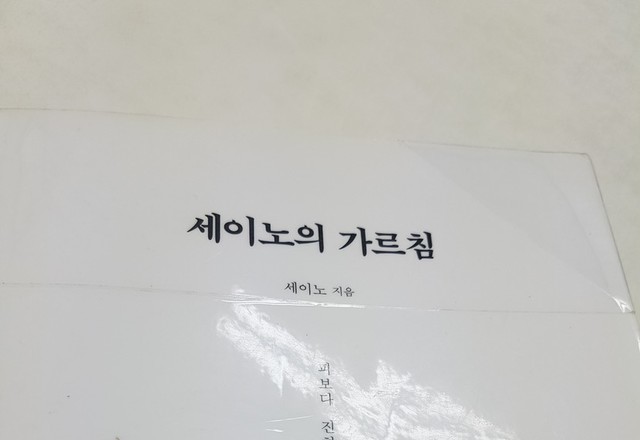 세이노의 가르침
세이노 지음
피보다